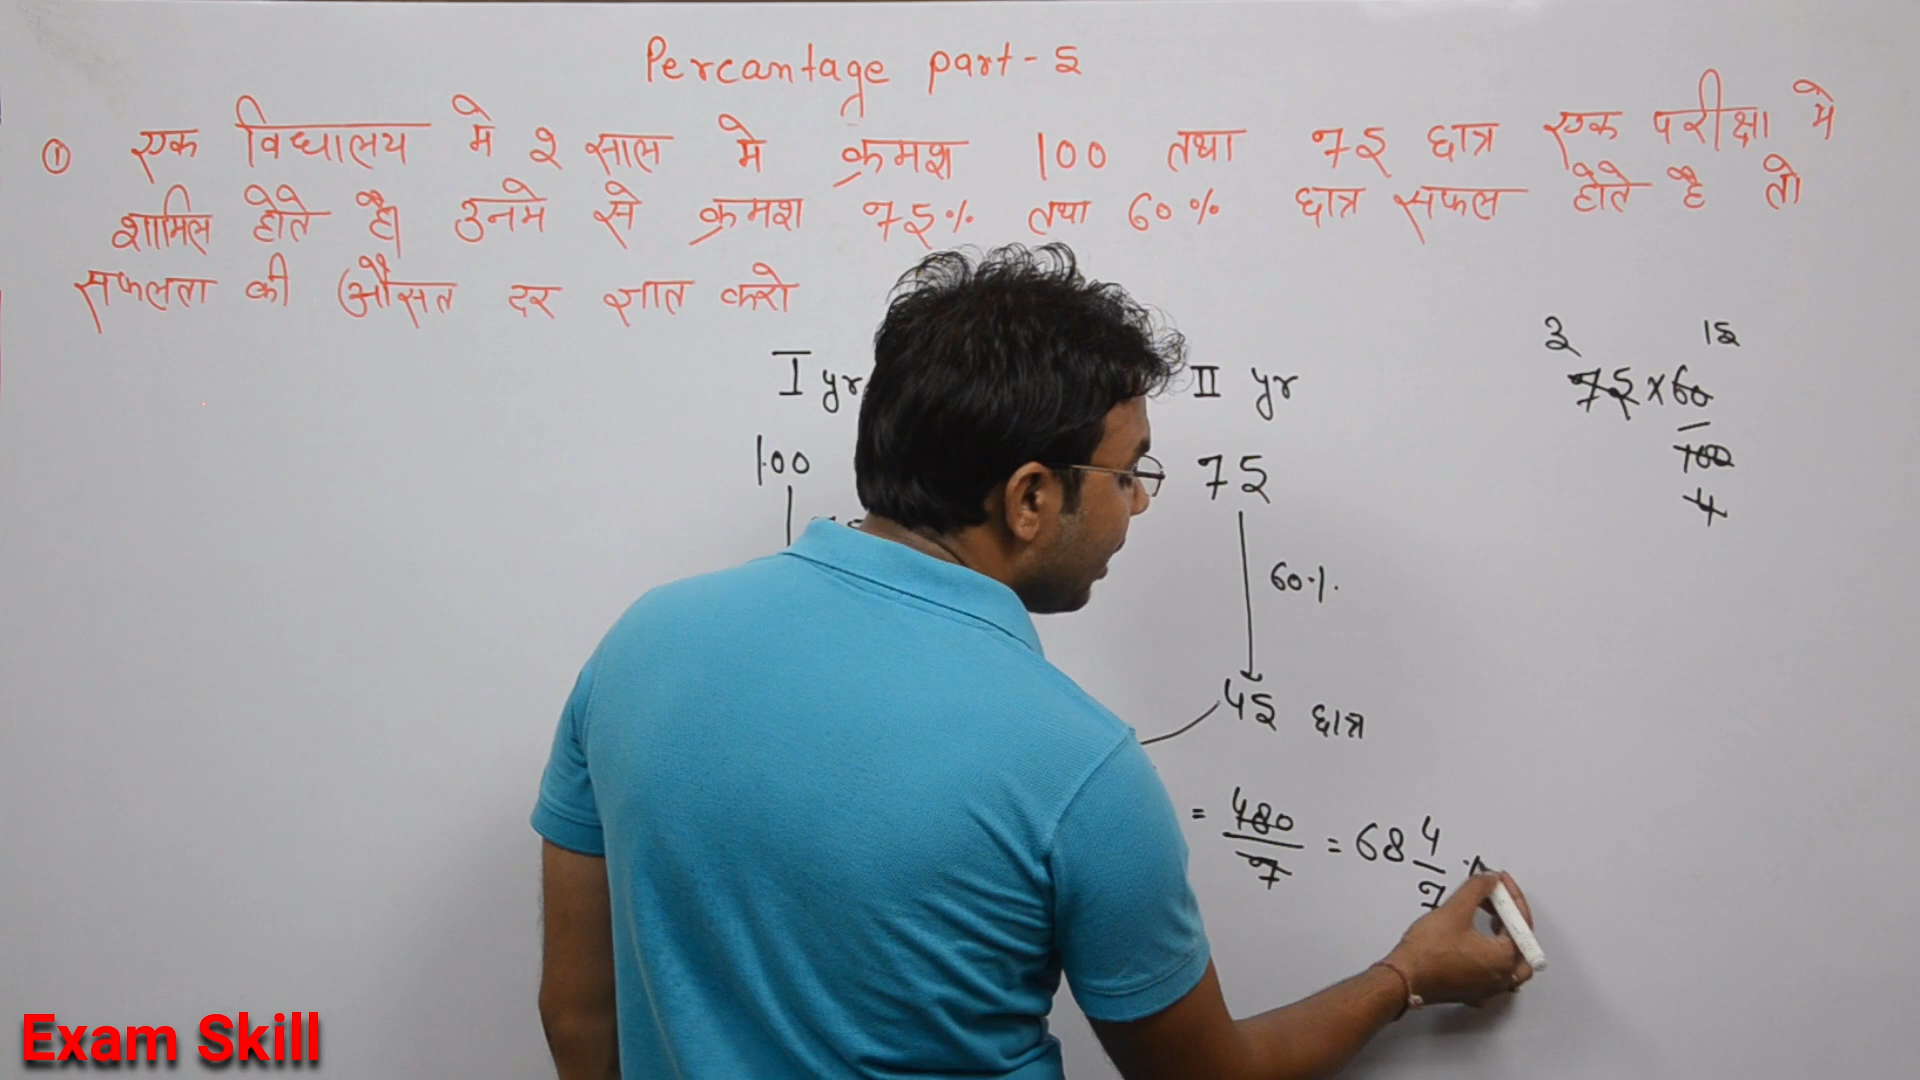 Percantage part-5
① एक विघालय मे 2 साल मे क्रमश 100 तथा 75 छात्र एक परीक्षा मे
शामिल होते है। उनमे से क्रमश 75% तथा 60% छात्र सफल होते है तो
सफलता की औसत दर ज्ञात करो
I yr II yr
100 75
60%
45 छात्र
= 480/7 = 68 4/7 %
3 15
75 x 60
100
4
Exam Skill